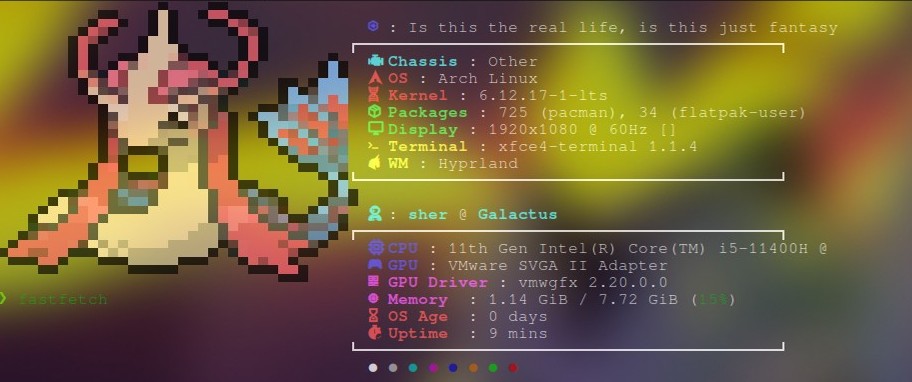 : Is this the real life, is this just fantasy
Chassis : Other
OS : Arch Linux
Kernel : 6.12.17-1-lts
Packages : 725 (pacman), 34 (flatpak-user)
Display : 1920x1080 @ 60Hz []
Terminal : xfce4-terminal 1.1.4
WM : Hyprland
: sher @ Galactus
CPU : 11th Gen Intel(R) Core(TM) i5-11400H @
GPU : VMware SVGA II Adapter
GPU Driver : vmwgfx 2.20.0.0
Memory : 1.14 GiB / 7.72 GiB (15%)
OS Age : 0 days
Uptime : 9 mins
❯ fastfetch